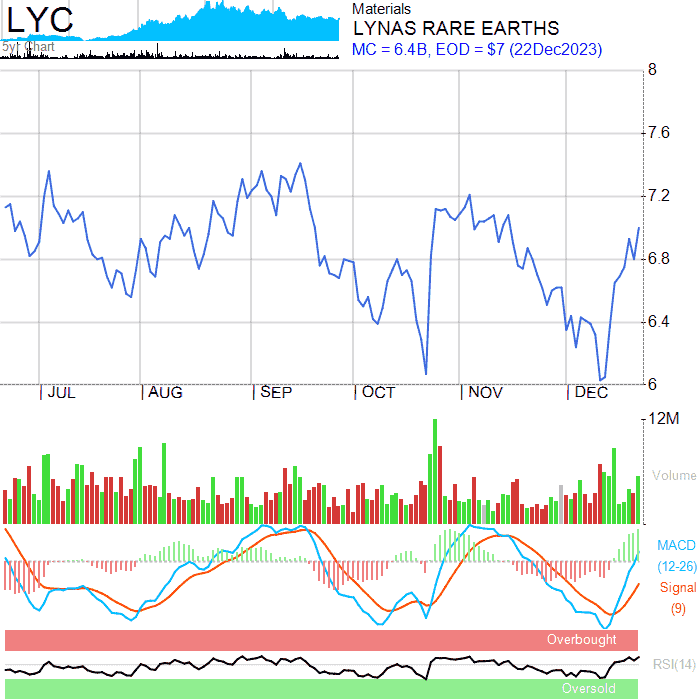 LYC
5yr Chart
Materials
LYNAS RARE EARTHS
MC = 6.4B, EOD = $7 (22Dec2023)
8
7.6
7.2
6.8
6.4
6
JUL AUG SEP OCT NOV DEC
12M
Volume
MACD
(12-26)
Signal
(9)
Overbought
RSI(14)
Oversold